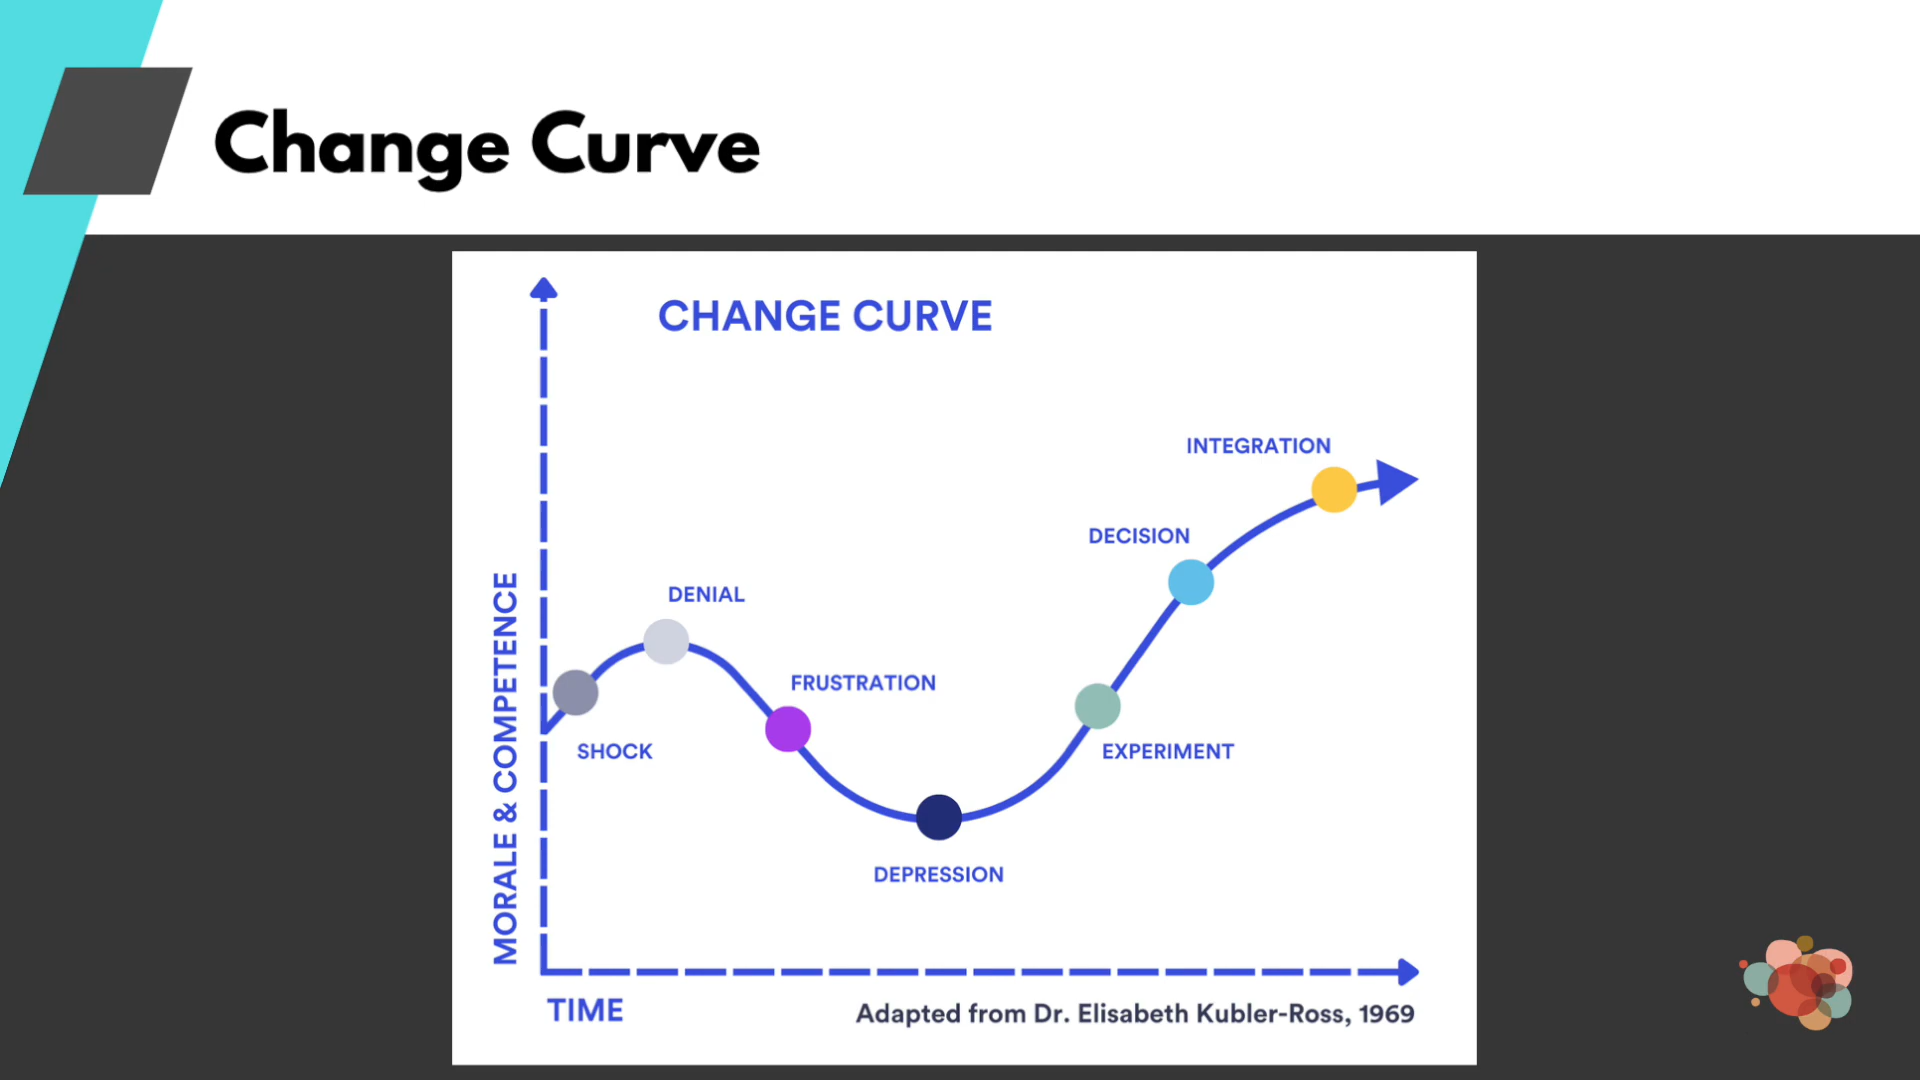 Change Curve
CHANGE CURVE
INTEGRATION
DECISION
DENIAL
FRUSTRATION
SHOCK
EXPERIMENT
DEPRESSION
MORALE & COMPETENCE
TIME
Adapted from Dr. Elisabeth Kubler-Ross, 1969